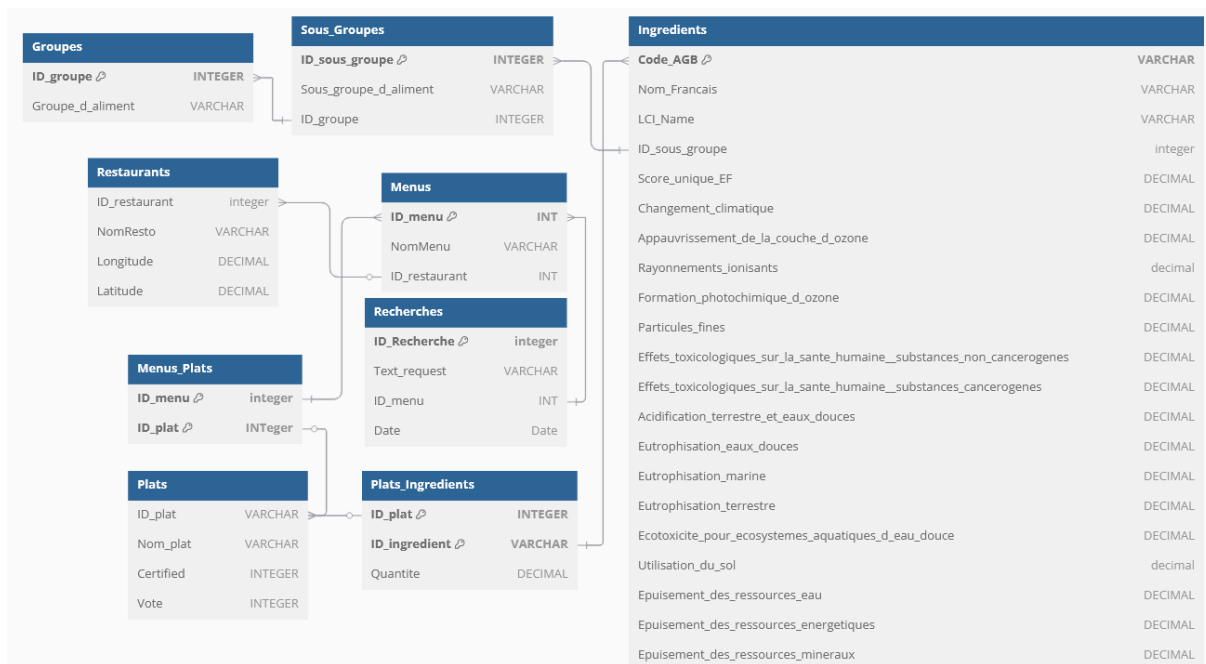 Groupes
ID_groupe INTEGER
Groupe_d_aliment VARCHAR
Sous_Groupes
ID_sous_groupe INTEGER
Sous_groupe_d_aliment VARCHAR
ID_groupe INTEGER
Restaurants
ID_restaurant integer
NomResto VARCHAR
Longitude DECIMAL
Latitude DECIMAL
Menus
ID_menu INT
NomMenu VARCHAR
ID_restaurant INT
Recherches
ID_Recherche integer
Text_request VARCHAR
ID_menu INT
Date Date
Menus_Plats
ID_menu integer
ID_plat INTeger
Plats
ID_plat VARCHAR
Nom_plat VARCHAR
Certified INTEGER
Vote INTEGER
Plats_Ingredients
ID_plat INTEGER
ID_ingredient VARCHAR
Quantite DECIMAL
Ingredients
Code_AGB VARCHAR
Nom_Francais VARCHAR
LCI_Name VARCHAR
ID_sous_groupe integer
Score_unique_EF DECIMAL
Changement_climatique DECIMAL
Appauvrissement_de_la_couche_d_ozone DECIMAL
Rayonnements_ionisants decimal
Formation_photochimique_d_ozone DECIMAL
Particules_fines DECIMAL
Effets_toxicologiques_sur_la_sante_humaine__substances_non_cancerogenes DECIMAL
Effets_toxicologiques_sur_la_sante_humaine__substances_cancerogenes DECIMAL
Acidification_terrestre_et_eaux_douces DECIMAL
Eutrophisation_eaux_douces DECIMAL
Eutrophisation_marine DECIMAL
Eutrophisation_terrestre DECIMAL
Ecotoxicite_pour_ecosystemes_aquatiques_d_eau_douce DECIMAL
Utilisation_du_sol decimal
Epuisement_des_ressources_eau DECIMAL
Epuisement_des_ressources_energetiques DECIMAL
Epuisement_des_ressources_mineraux DECIMAL